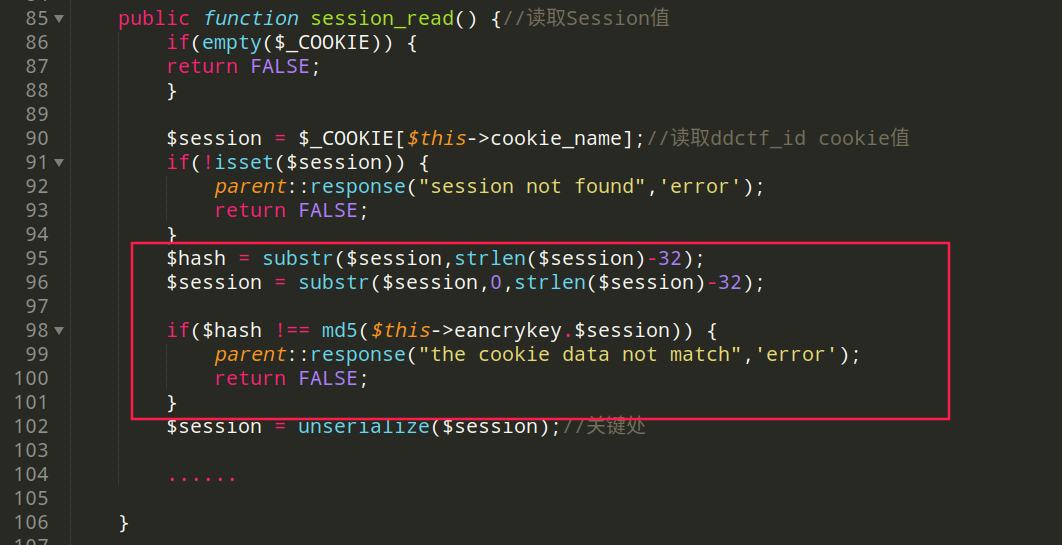 85 public function session_read() {//读取Session值
86 if(empty($_COOKIE)) {
87 return FALSE;
88 }
89
90 $session = $_COOKIE[$this->cookie_name];//读取ddctf_id cookie值
91 if(!isset($session)) {
92 parent::response("session not found",'error');
93 return FALSE;
94 }
95 $hash = substr($session,strlen($session)-32);
96 $session = substr($session,0,strlen($session)-32);
97
98 if($hash !== md5($this->eancrykey.$session)) {
99 parent::response("the cookie data not match",'error');
100 return FALSE;
101 }
102 $session = unserialize($session);//关键处
103
104 ......
105
106 }
107